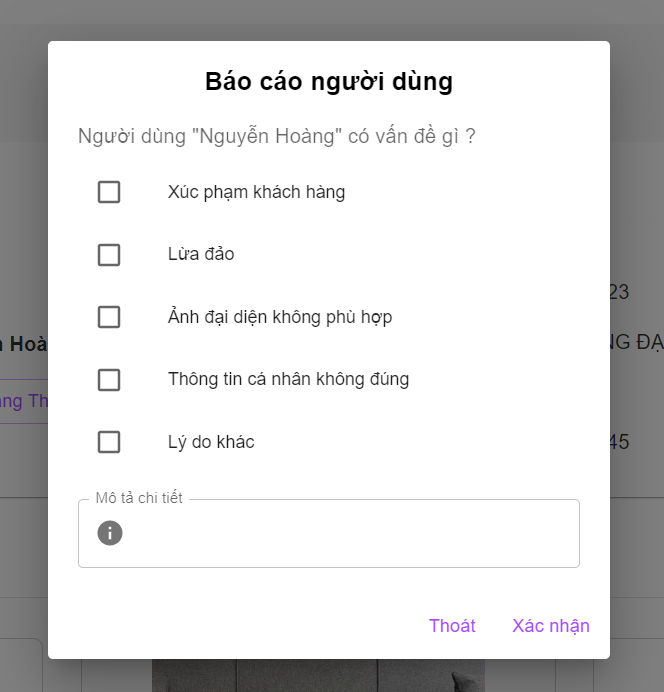 Báo cáo người dùng
Người dùng "Nguyễn Hoàng" có vấn đề gì ?
Xúc phạm khách hàng
Lừa đảo
23
Ảnh đại diện không phù hợp
Hoà
NG ĐẠ
Thông tin cá nhân không đúng
ang Th
Lý do khác
45
Mô tả chi tiết
Thoát Xác nhận